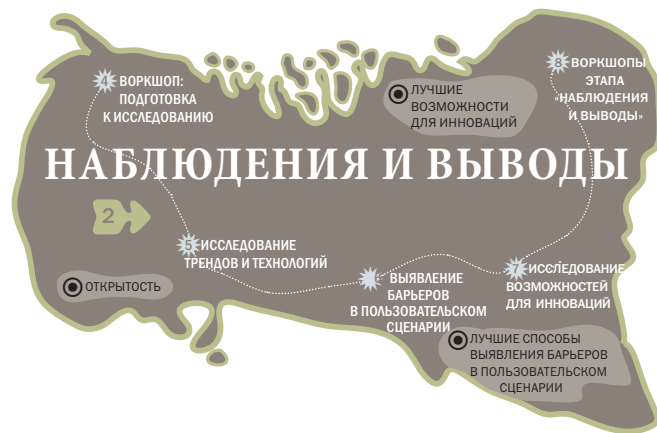 4 ВОРКШОП:
ПОДГОТОВКА
К ИССЛЕДОВАНИЮ
ЛУЧШИЕ
ВОЗМОЖНОСТИ
ДЛЯ ИННОВАЦИЙ
8 ВОРКШОПЫ
ЭТАПА
«НАБЛЮДЕНИЯ
И ВЫВОДЫ»
НАБЛЮДЕНИЯ И ВЫВОДЫ
2
5 ИССЛЕДОВАНИЕ
ТРЕНДОВ И ТЕХНОЛОГИЙ
ОТКРЫТОСТЬ
ВЫЯВЛЕНИЕ
БАРЬЕРОВ
В ПОЛЬЗОВАТЕЛЬСКОМ
СЦЕНАРИИ
7 ИССЛЕДОВАНИЕ
ВОЗМОЖНОСТЕЙ
ДЛЯ ИННОВАЦИЙ
ЛУЧШИЕ СПОСОБЫ
ВЫЯВЛЕНИЯ БАРЬЕРОВ
В ПОЛЬЗОВАТЕЛЬСКОМ
СЦЕНАРИИ